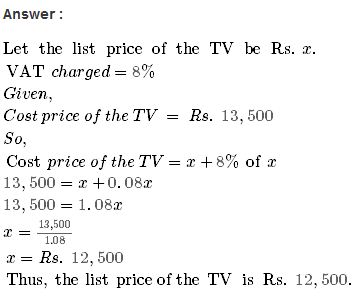 Answer :
Let the list price of the TV be Rs. x.
VAT charged = 8%
Given,
Cost price of the TV = Rs. 13,500
So,
Cost price of the TV = x + 8% of x
13,500 = x + 0.08x
13,500 = 1.08x
x = 13,500/1.08
x = Rs. 12,500
Thus, the list price of the TV is Rs. 12,500.